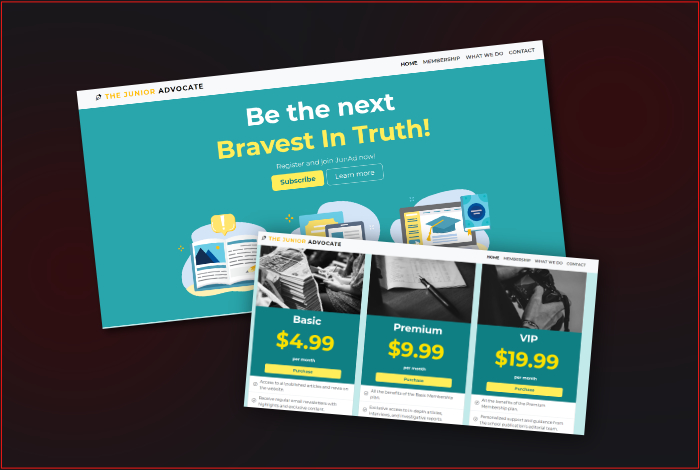 THE JUNIOR ADVOCATE
HOME MEMBERSHIP WHAT WE DO CONTACT
Be the next
Bravest In Truth!
Register and join JurAd now!
Subscribe Learn more
THE JUNIOR ADVOCATE
HOME MEMBERSHIP WHAT WE DO CONTACT
Basic
$4.99
per month
Purchase
Access to all published articles and news on
the website.
Receive regular email newsletters with
highlights and exclusive content.
Premium
$9.99
per month
Purchase
All the benefits of the Basic Membership
plan.
Exclusive access to in-depth articles,
interviews, and investigative reports.
VIP
$19.99
per month
Purchase
All the benefits of the Premium
Membership plan.
Personalized support and guidance from
the school publication's editorial team.